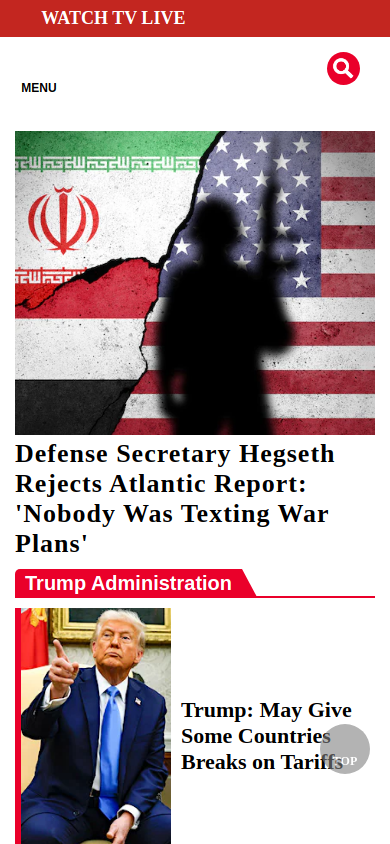 WATCH TV LIVE
MENU
Defense Secretary Hegseth
Rejects Atlantic Report:
'Nobody Was Texting War
Plans'
Trump Administration
Trump: May Give
Some Countries
Breaks on Tariffs
TOP